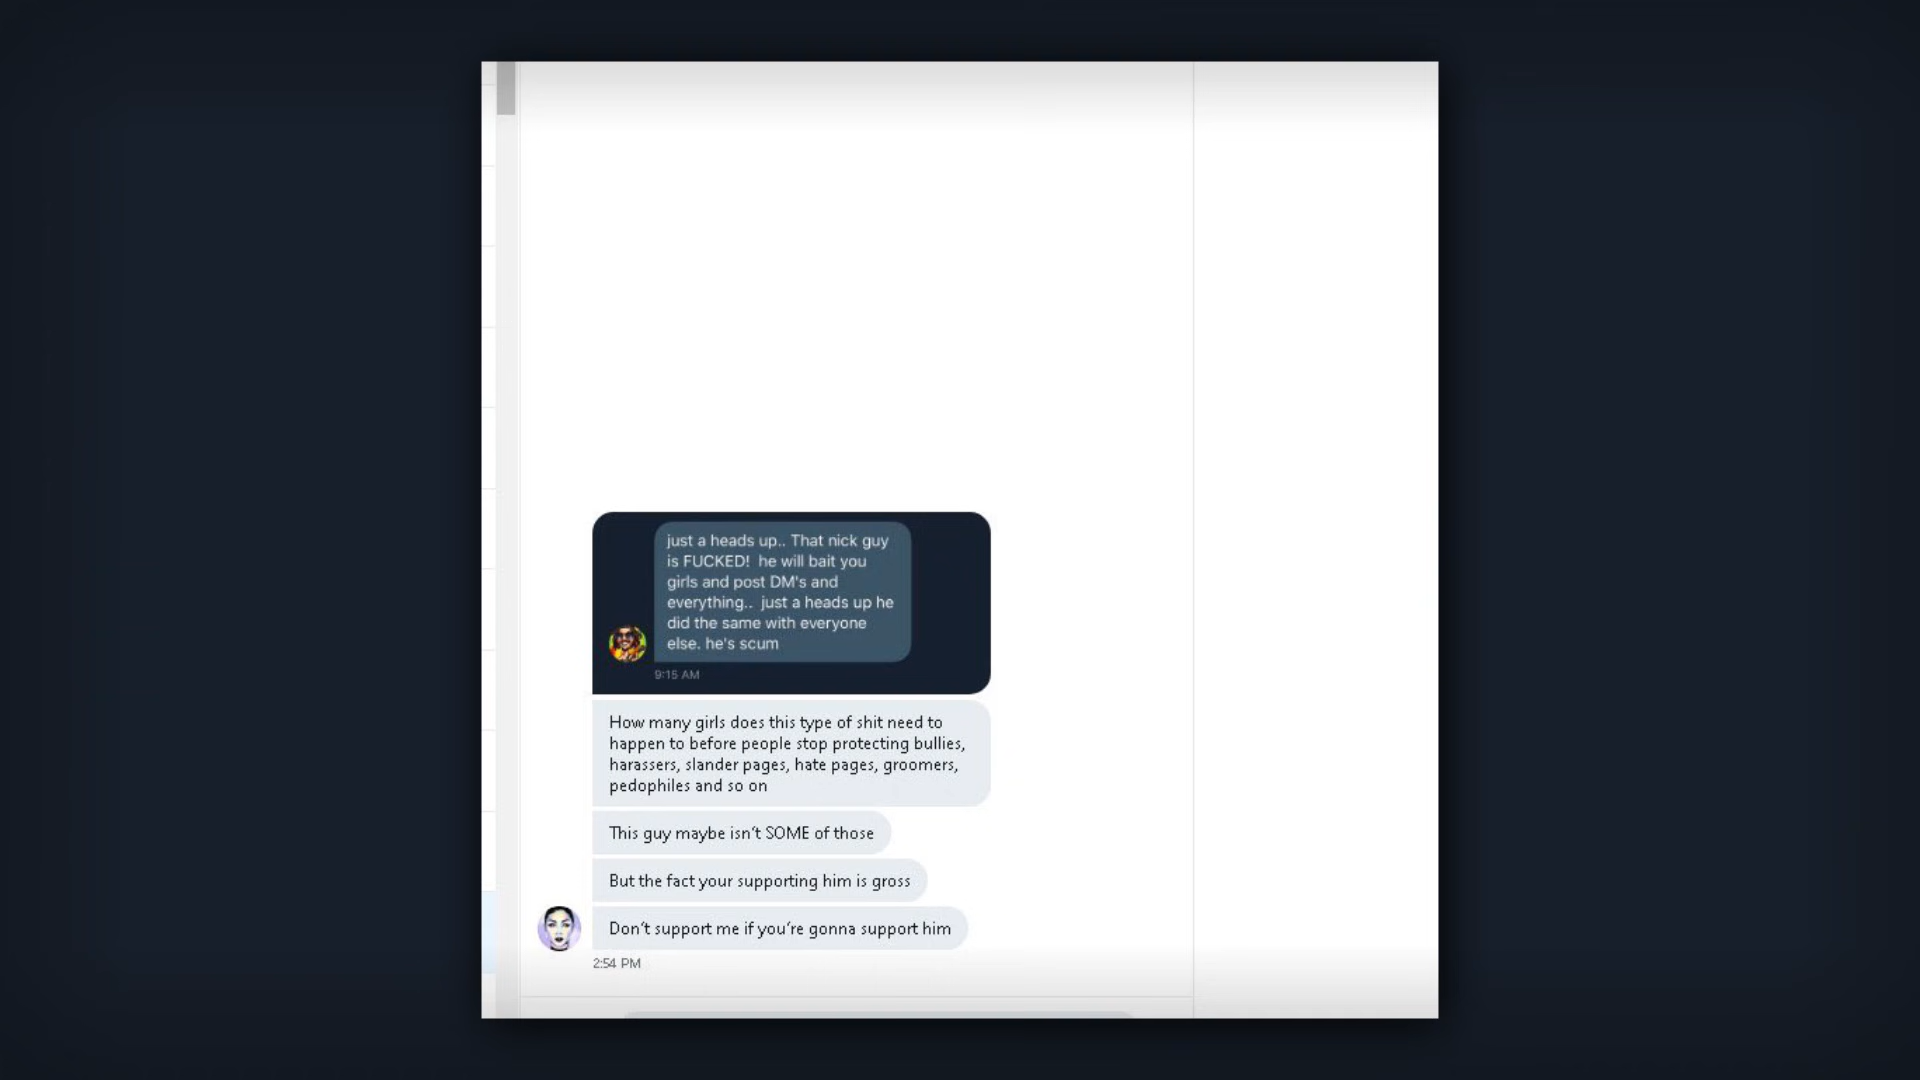 just a heads up.. That nick guy
is FUCKED!  he will bait you
girls and post DM's and
everything..  just a heads up he
did the same with everyone
else. he's scum
9:15 AM
How many girls does this type of shit need to
happen to before people stop protecting bullies,
harassers, slander pages, hate pages, groomers,
pedophiles and so on
This guy maybe isn't SOME of those
But the fact your supporting him is gross
Don't support me if you're gonna support him
2:54 PM